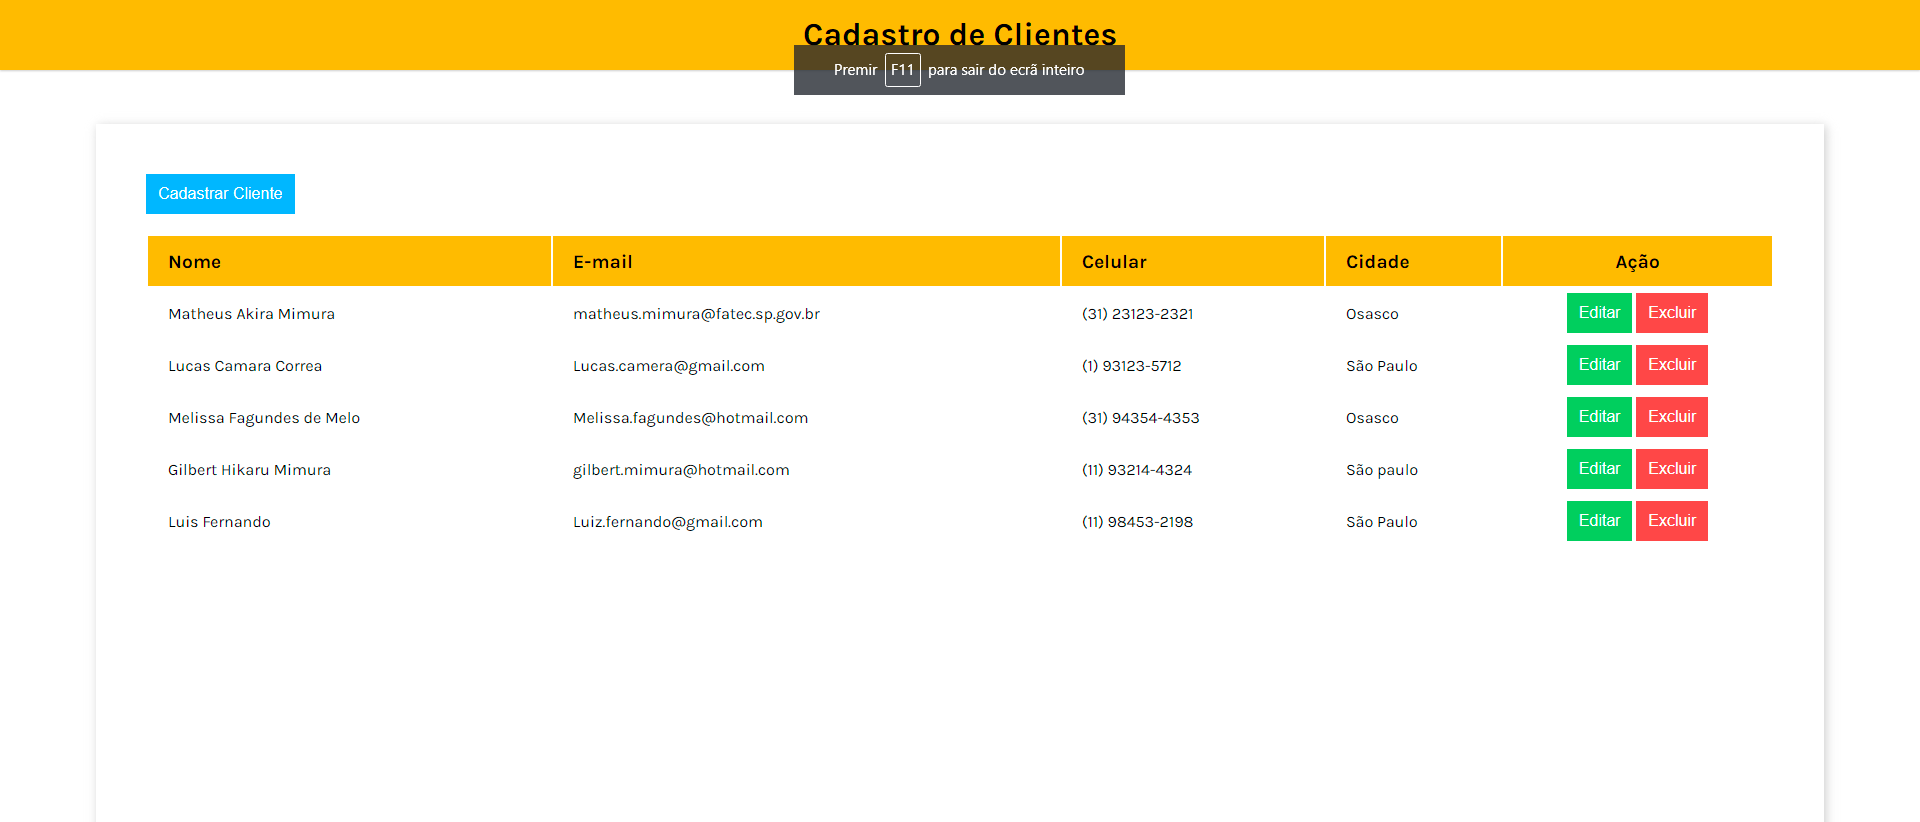 Cadastro de Clientes
Premir F11 para sair do ecrã inteiro
Cadastrar Cliente
Nome E-mail Celular Cidade Ação
Matheus Akira Mimura matheus.mimura@fatec.sp.gov.br (31) 23123-2321 Osasco Editar Excluir
Lucas Camara Correa Lucas.camera@gmail.com (1) 93123-5712 São Paulo Editar Excluir
Melissa Fagundes de Melo Melissa.fagundes@hotmail.com (31) 94354-4353 Osasco Editar Excluir
Gilbert Hikaru Mimura gilbert.mimura@hotmail.com (11) 93214-4324 São paulo Editar Excluir
Luis Fernando Luiz.fernando@gmail.com (11) 98453-2198 São Paulo Editar Excluir